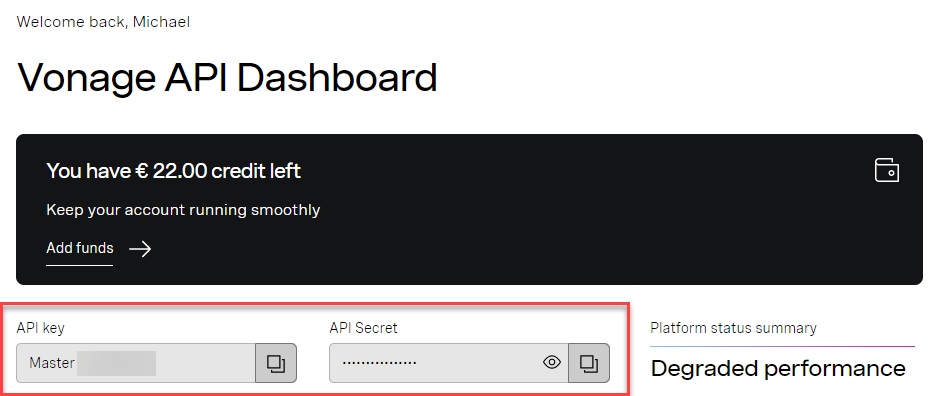 Welcome back, Michael
Vonage API Dashboard
You have € 22.00 credit left
Keep your account running smoothly
Add funds
API key
API Secret
Platform status summary
Master
Degraded performance